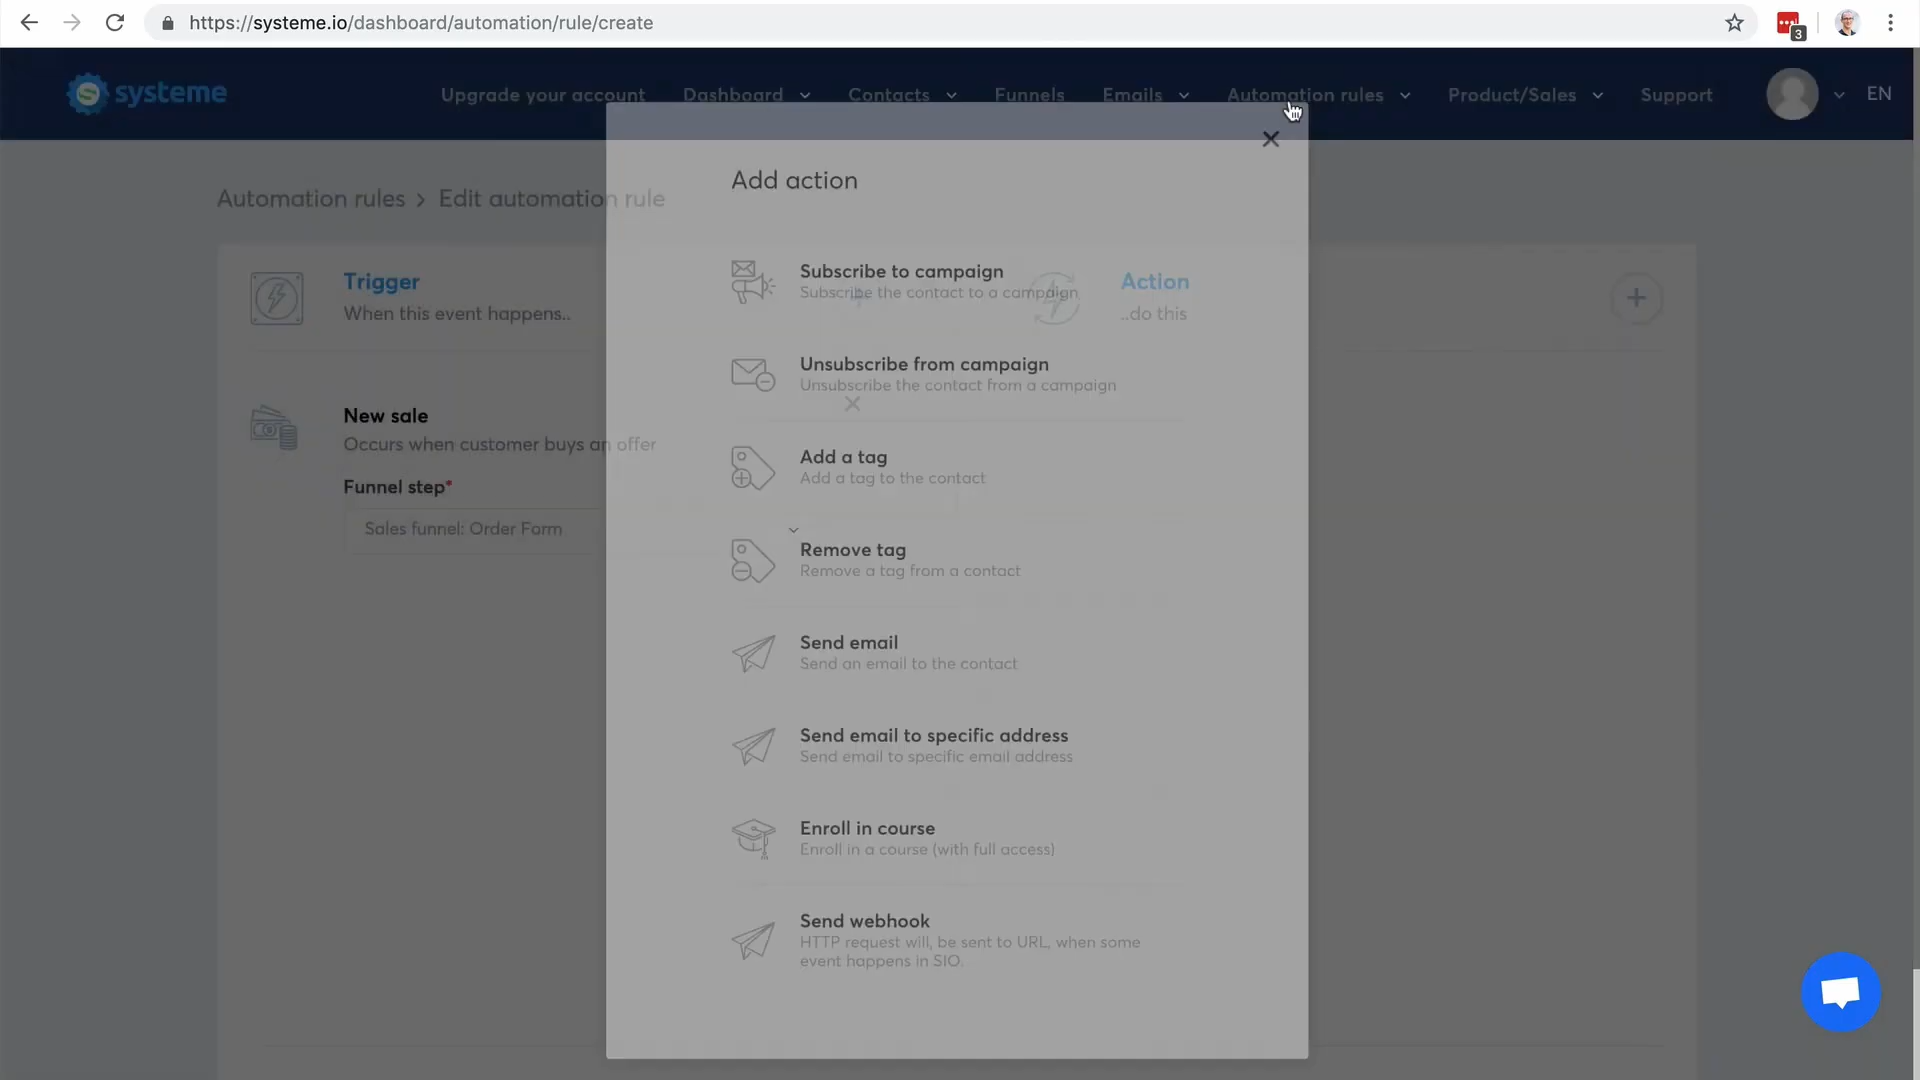 https://systeme.io/dashboard/automation/rule/create
3
systeme
Upgrade your account
Dashboard
Contacts
Funnels
Emails
Automation rules
Product/Sales
Support
EN
Automation rules > Edit automation rule
Trigger
When this event happens..
New sale
Occurs when customer buys an offer
Funnel step*
Sales funnel: Order Form
Action
..do this
Add action
Subscribe to campaign
Subscribe the contact to a campaign
Unsubscribe from campaign
Unsubscribe the contact from a campaign
Add a tag
Add a tag to the contact
Remove tag
Remove a tag from a contact
Send email
Send an email to the contact
Send email to specific address
Send email to specific email address
Enroll in course
Enroll in a course (with full access)
Send webhook
HTTP request will, be sent to URL, when some
event happens in SIO.